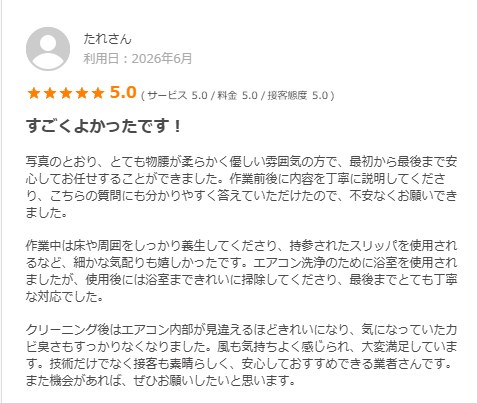 たれさん
利用日：2026年6月
★★★★★ 5.0 ( サービス 5.0 / 料金 5.0 / 接客態度 5.0 )
すごくよかったです！
写真のとおり、とても物腰が柔らかく優しい雰囲気の方で、最初から最後まで安
心してお任せすることができました。作業前後に内容を丁寧に説明してくださ
り、こちらの質問にも分かりやすく答えていただけたので、不安なくお願いでき
ました。
作業中は床や周囲をしっかり養生してくださり、持参されたスリッパを使用され
るなど、細かな気配りも嬉しかったです。エアコン洗浄のために浴室を使用され
ましたが、使用後には浴室まできれいに掃除してくださり、最後までとても丁寧
な対応でした。
クリーニング後はエアコン内部が見違えるほどきれいになり、気になっていたカ
ビ臭さもすっかりなくなりました。風も気持ちよく感じられ、大変満足していま
す。技術だけでなく接客も素晴らしく、安心しておすすめできる業者さんです。
また機会があれば、ぜひお願いしたいと思います。